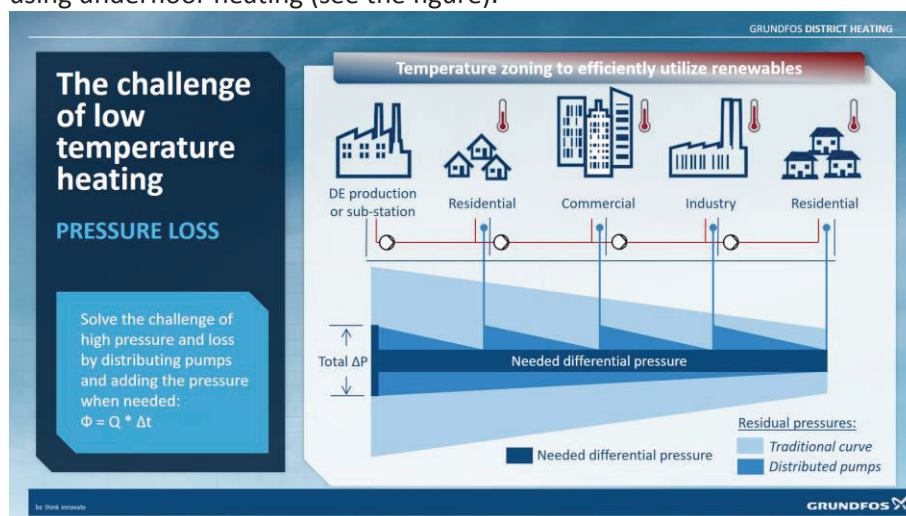 using underfloor heating (see the figure).
GRUNDFOS DISTRICT HEATING
The challenge
of low
temperature
heating
PRESSURE LOSS
Solve the challenge of
high pressure and loss
by distributing pumps
and adding the pressure
when needed:
Φ = Q * Δt
Temperature zoning to efficiently utilize renewables
DE production
or sub-station
Residential
Commercial
Industry
Residential
Total ΔP
Needed differential pressure
Needed differential pressure
Residual pressures:
Traditional curve
Distributed pumps
be think innovate
GRUNDFOS